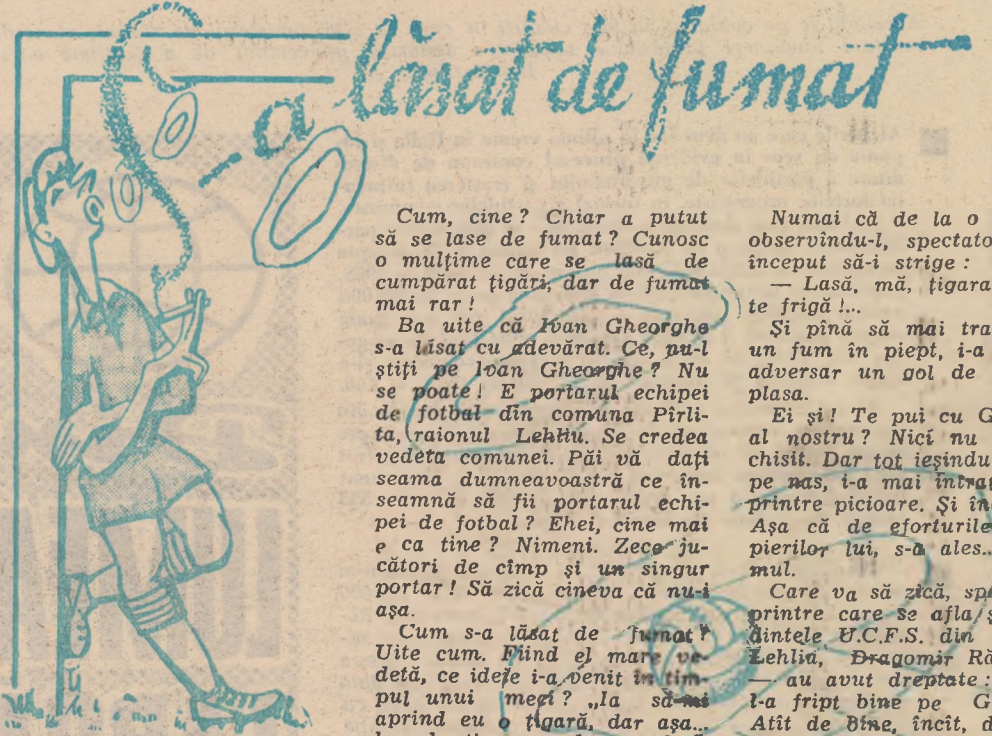 -a lăsat de fumat
Cum, cine? Chiar a putut
să se lase de fumat? Cunosc
o mulțime care se lasă de
cumpărat țigări, dar de fumat
mai rar!
Ba uite că Ivan Gheorghe
s-a lăsat cu adevărat. Ce, nu-l
știți pe Ivan Gheorghe? Nu
se poate! E portarul echipei
de fotbal din comuna Pîrli-
ta, raionul Lehliu. Se credea
vedeta comunei. Păi vă dați
seama dumneavoastră ce în-
seamnă să fii portarul echi-
pei de fotbal? Ehei, cine mai
e ca tine? Nimeni. Zece ju-
cători de cîmp și un singur
portar! Să zică cineva că nu-i
așa.
Cum s-a lăsat de fumat?
Uite cum. Fiind el mare ve-
detă, ce ideie i-a venit în tim-
pul unui meci? „Ia să-mi
aprind eu o țigară, dar așa...
Numai că de la o
observîndu-l, spectato
început să-i strige:
— Lasă, mă, țigara
te frigă!...
Și pînă să mai tra
un fum în piept, i-a
adversar un gol de
plasa.
Ei și! Te pui cu G
al nostru? Nici nu
chisit. Dar tot ieșindu
pe nas, i-a mai intrat
printre picioare. Și în
Așa că de eforturile
pierilor lui, s-a ales..
mul.
Care va să zică, sp
printre care se afla și
dintele U.C.F.S. din
Lehliu, Dragomir Ră
— au avut dreptate:
l-a fript bine pe G
Atît de bine, încît, d